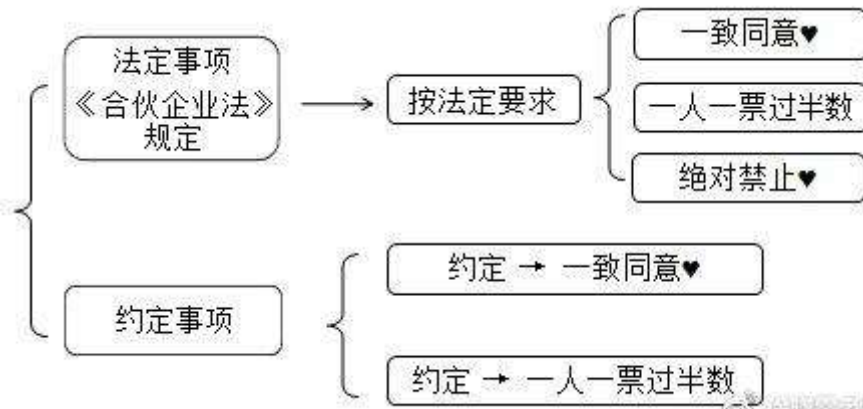 法定事项
《合伙企业法》
规定
按法定要求
一致同意♥
一人一票过半数
绝对禁止♥
约定事项
约定 → 一致同意♥
约定 → 一人一票过半数